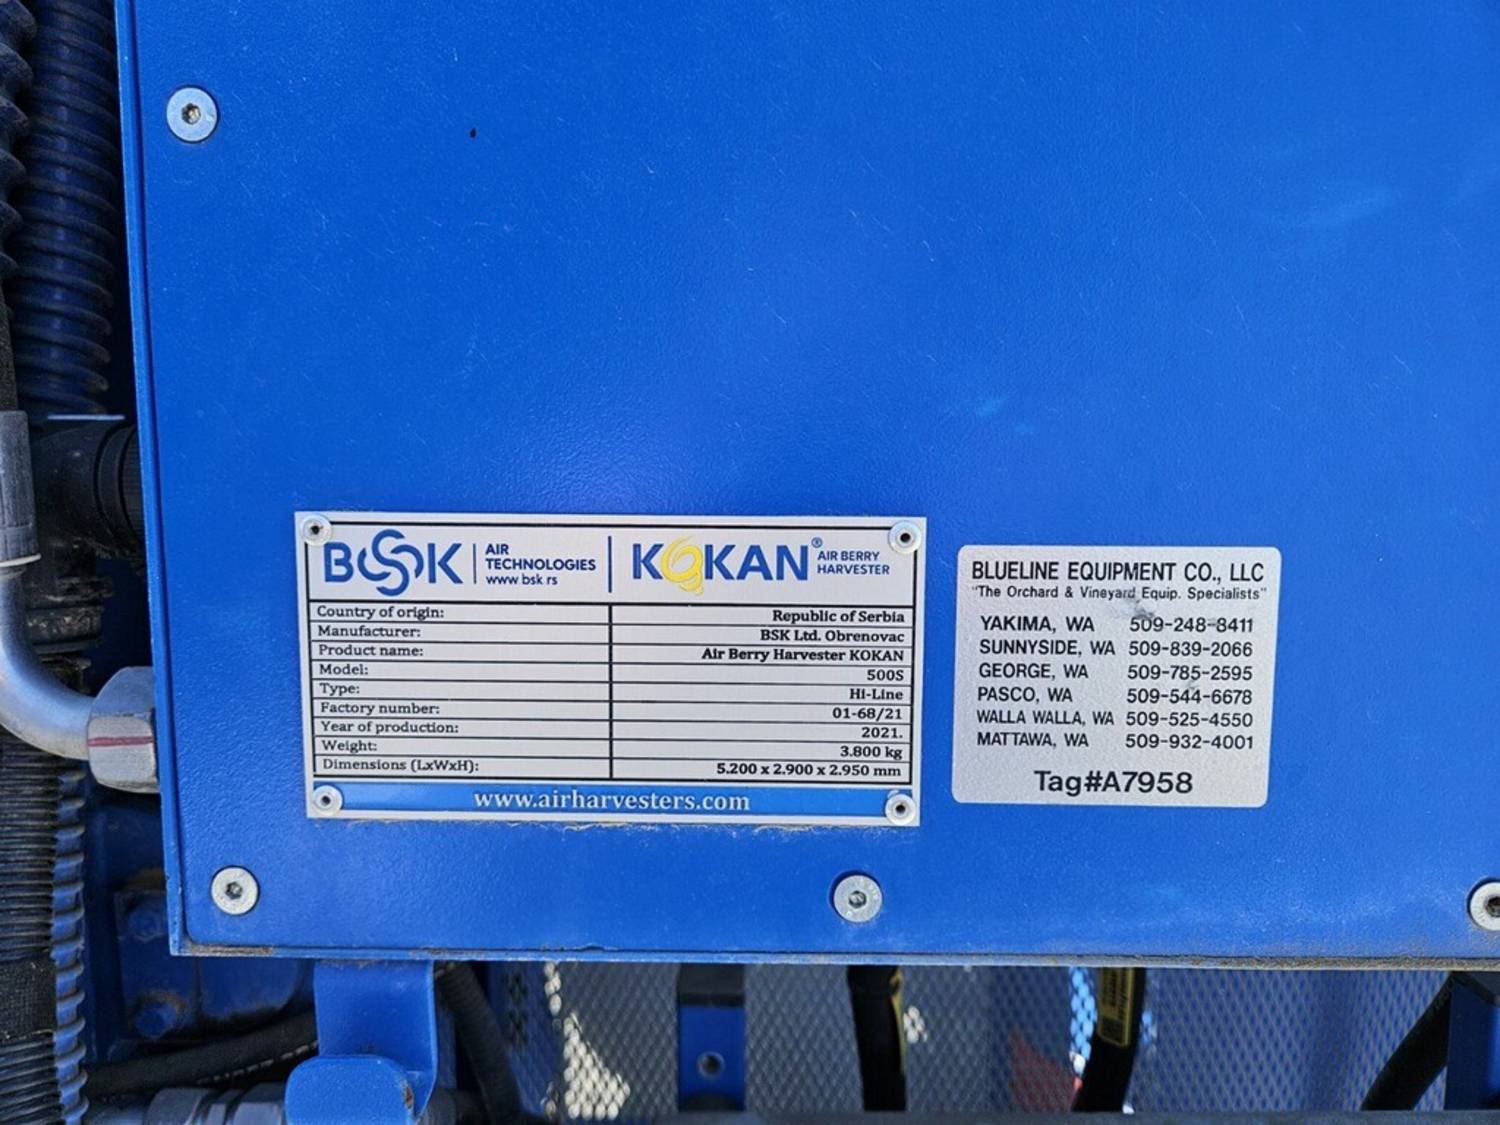 BSK AIR TECHNOLOGIES www.bsk.rs
KOKAN® AIR BERRY HARVESTER
Country of origin: Republic of Serbia
Manufacturer: BSK Ltd. Obrenovac
Product name: Air Berry Harvester KOKAN
Model: 500S
Type: Hi-Line
Factory number: 01-68/21
Year of production: 2021.
Weight: 3.800 kg
Dimensions (LxWxH): 5.200 x 2.900 x 2.950 mm
www.airharvesters.com
BLUELINE EQUIPMENT CO., LLC
"The Orchard & Vineyard Equip. Specialists"
YAKIMA, WA 509-248-8411
SUNNYSIDE, WA 509-839-2066
GEORGE, WA 509-785-2595
PASCO, WA 509-544-6678
WALLA WALLA, WA 509-525-4550
MATTAWA, WA 509-932-4001
Tag#A7958